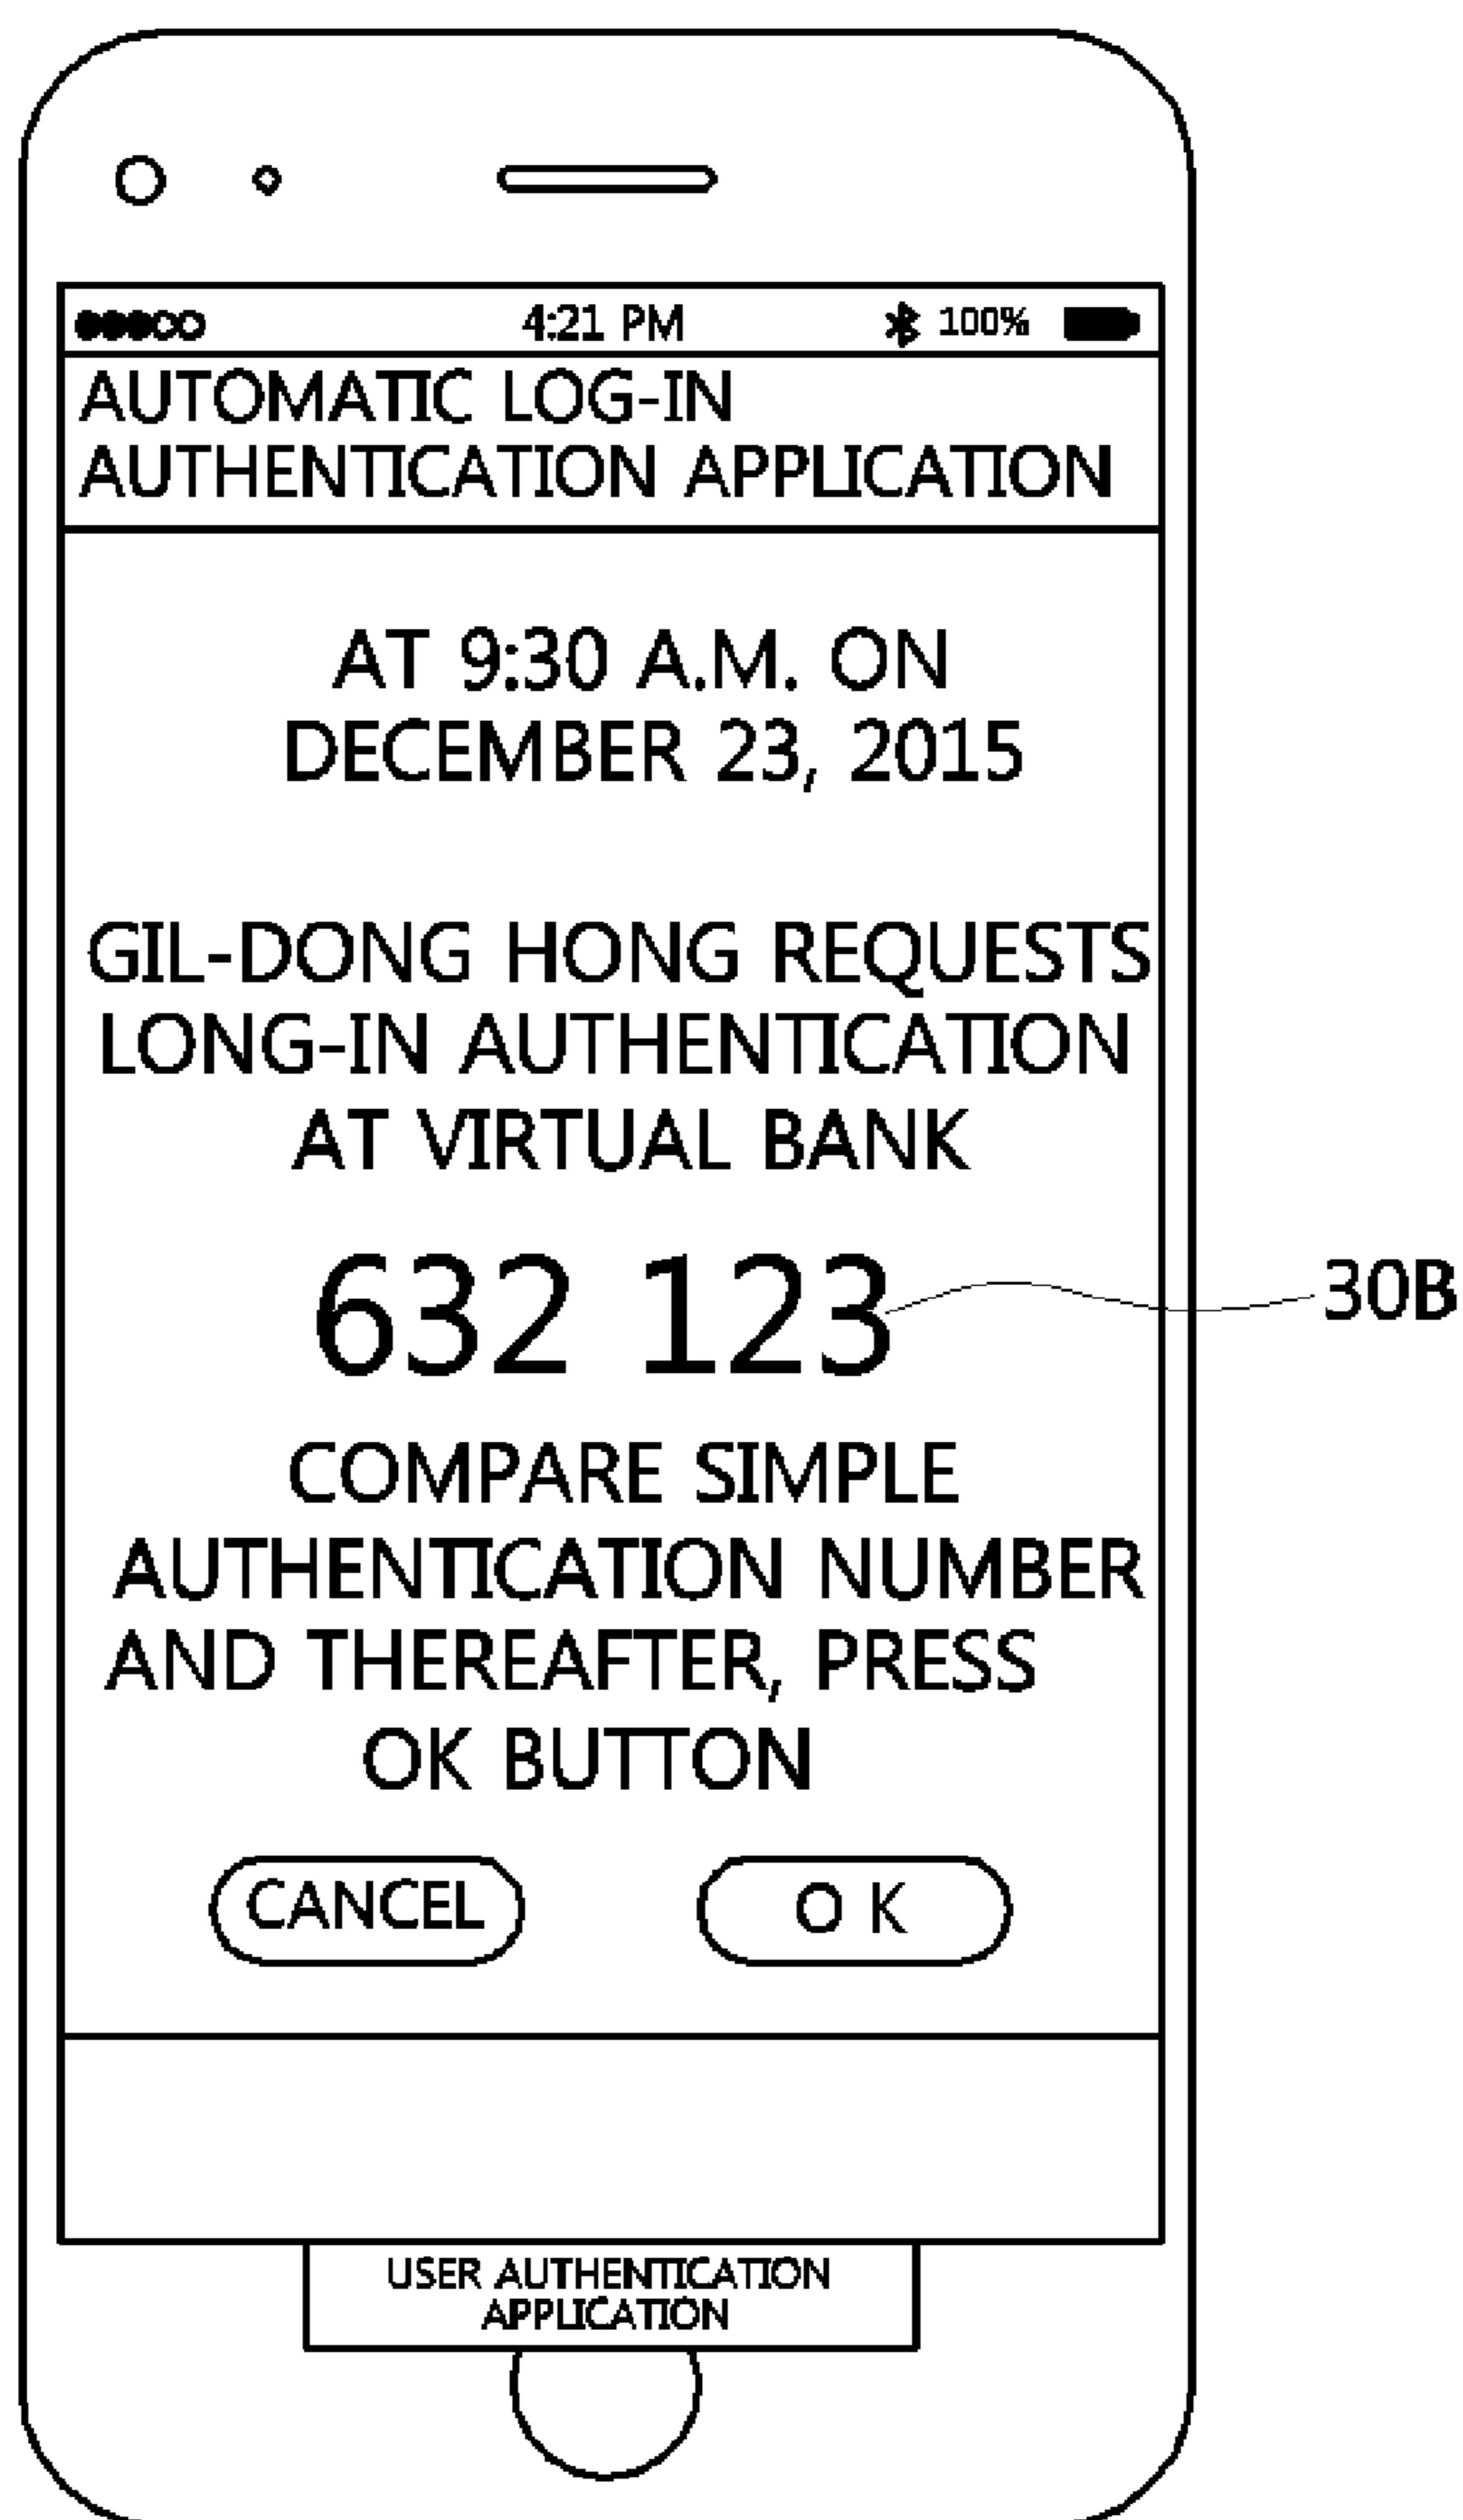 4:21 PM 100%
AUTOMATIC LOG-IN
AUTHENTICATION APPLICATION
AT 9:30 A.M. ON
DECEMBER 23, 2015
GIL-DONG HONG REQUESTS
LONG-IN AUTHENTICATION
AT VIRTUAL BANK
632 123
30B
COMPARE SIMPLE
AUTHENTICATION NUMBER
AND THEREAFTER, PRESS
OK BUTTON
CANCEL OK
USER AUTHENTICATION
APPLICATION